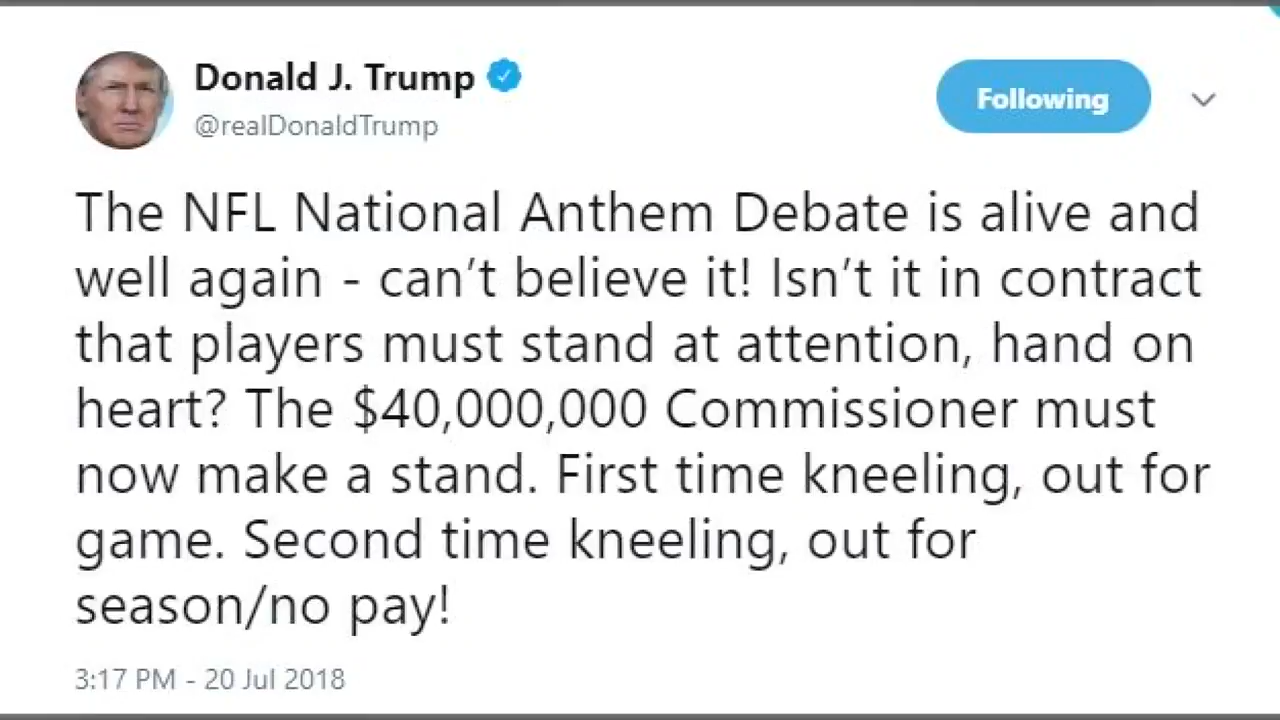 Donald J. Trump
@realDonaldTrump
Following
The NFL National Anthem Debate is alive and
well again - can’t believe it! Isn’t it in contract
that players must stand at attention, hand on
heart? The $40,000,000 Commissioner must
now make a stand. First time kneeling, out for
game. Second time kneeling, out for
season/no pay!
3:17 PM - 20 Jul 2018